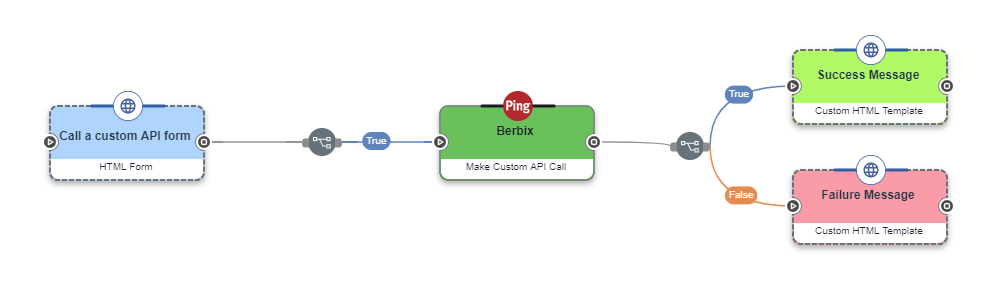 Call a custom API form
HTML Form
True
Ping
Berbix
Make Custom API Call
True
False
Success Message
Custom HTML Template
Failure Message
Custom HTML Template